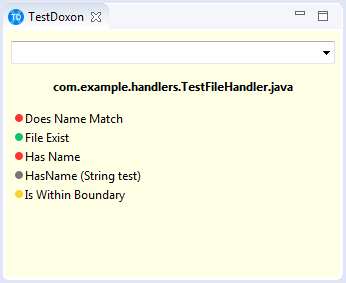 TD TestDoxon
com.example.handlers.TestFileHandler.java
Does Name Match
File Exist
Has Name
HasName (String test)
Is Within Boundary